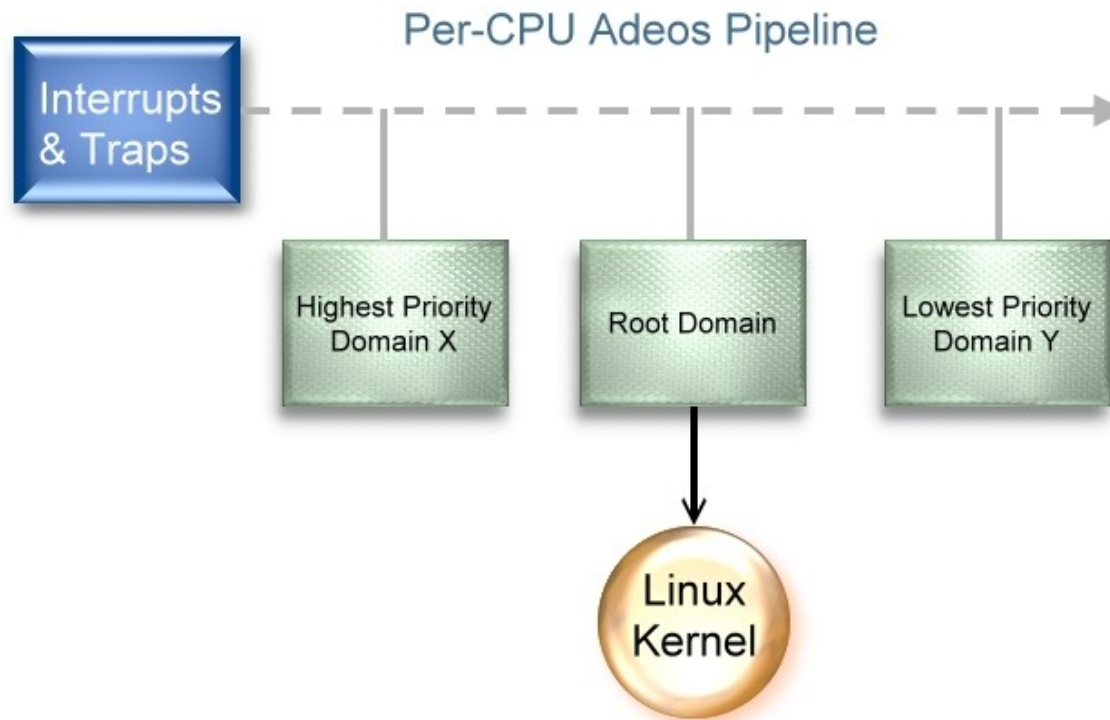 Per-CPU Adeos Pipeline
Interrupts
& Traps
Highest Priority
Domain X
Root Domain
Lowest Priority
Domain Y
Linux
Kernel